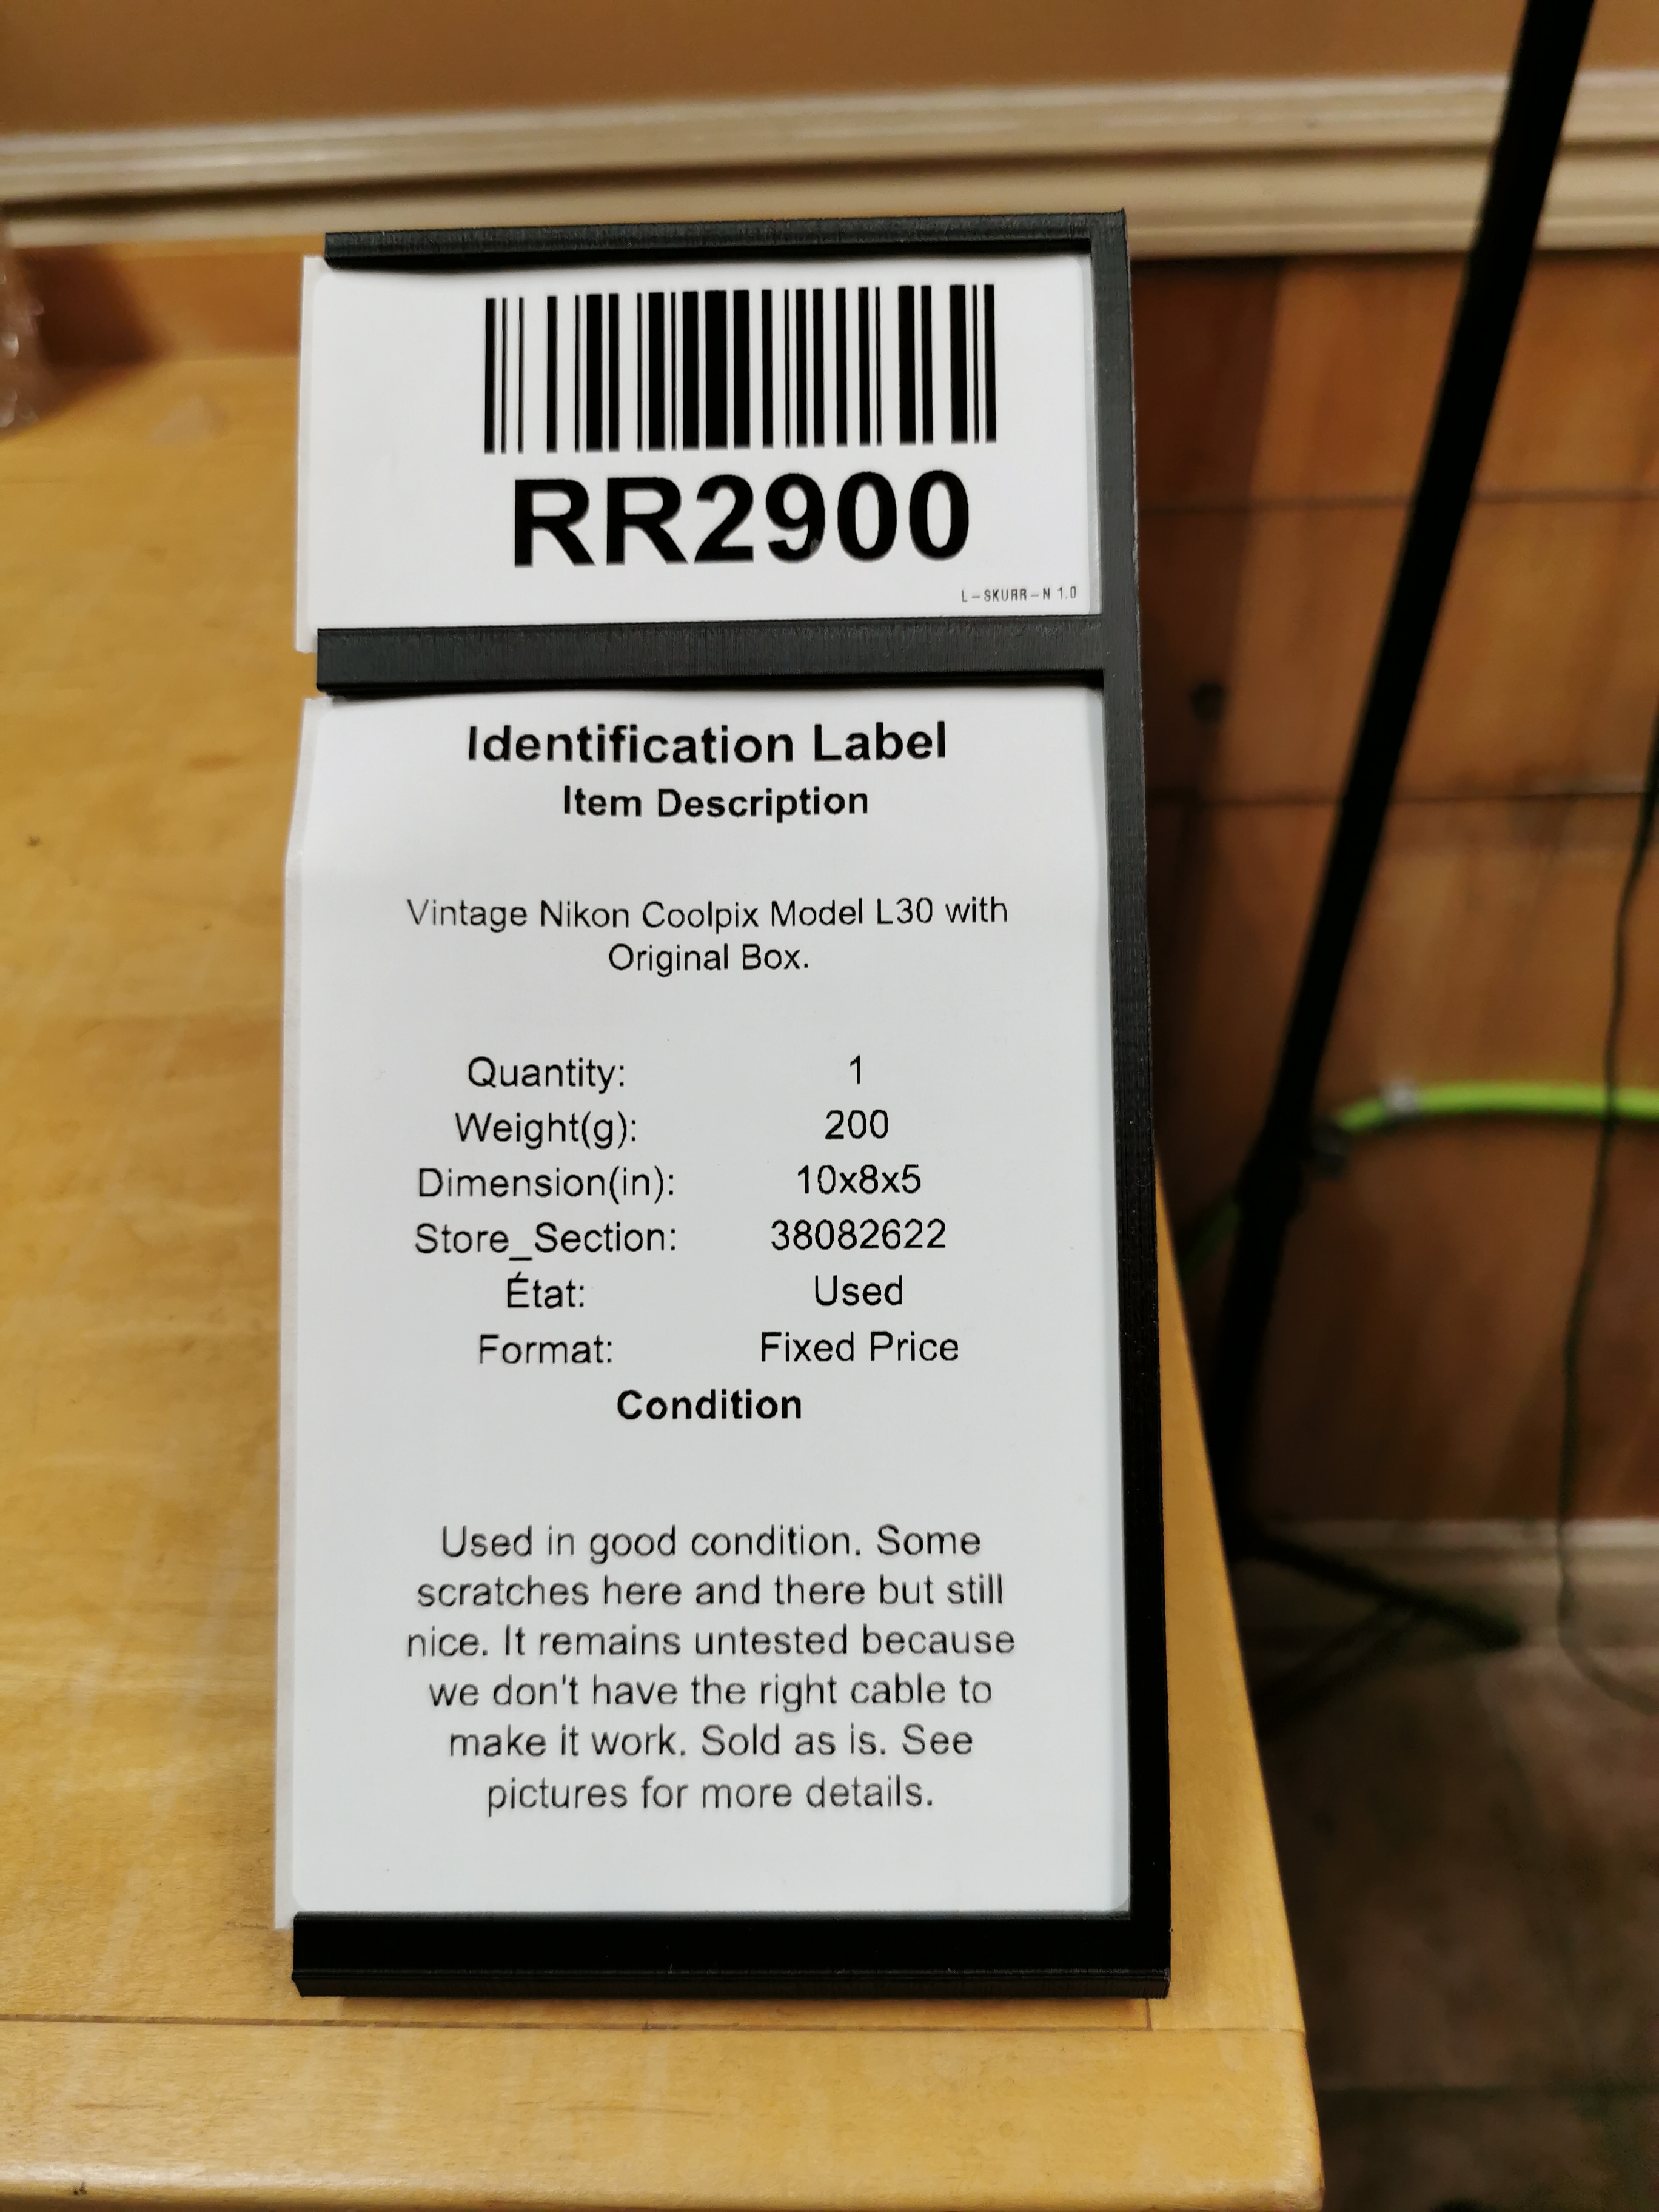 RR2900
L-SKURR-N 1.0
Identification Label
Item Description
Vintage Nikon Coolpix Model L30 with
Original Box.
Quantity: 1
Weight(g): 200
Dimension(in): 10x8x5
Store_Section: 38082622
État: Used
Format: Fixed Price
Condition
Used in good condition. Some
scratches here and there but still
nice. It remains untested because
we don't have the right cable to
make it work. Sold as is. See
pictures for more details.